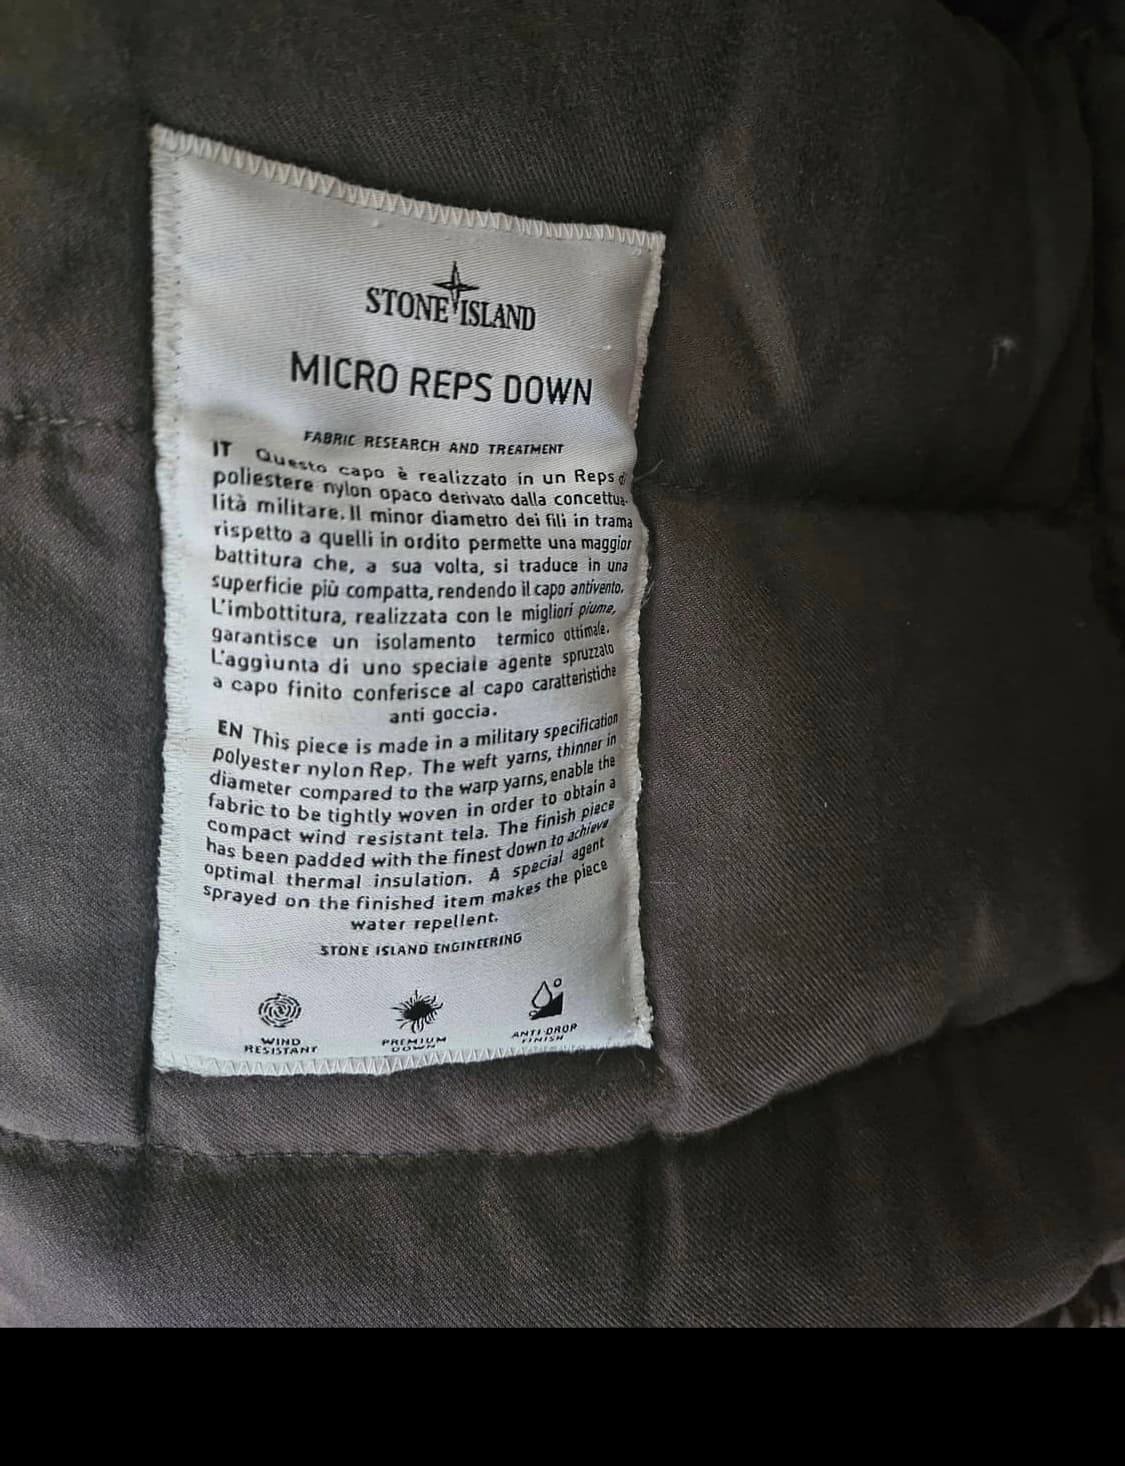 STONE ISLAND
MICRO REPS DOWN
FABRIC RESEARCH AND TREATMENT
IT Questo capo è realizzato in un Reps di
poliestere nylon opaco derivato dalla concettua-
lità militare. Il minor diametro dei fili in trama
rispetto a quelli in ordito permette una maggior
battitura che, a sua volta, si traduce in una
superficie più compatta, rendendo il capo antivento.
L'imbottitura, realizzata con le migliori piume,
garantisce un isolamento termico ottimale.
L'aggiunta di uno speciale agente spruzzato
a capo finito conferisce al capo caratteristiche
anti goccia.
EN This piece is made in a military specification
polyester nylon Rep. The weft yarns, thinner in
diameter compared to the warp yarns, enable the
fabric to be tightly woven in order to obtain a
compact wind resistant tela. The finish piece
has been padded with the finest down to achieve
optimal thermal insulation. A special agent
sprayed on the finished item makes the piece
water repellent.
STONE ISLAND ENGINEERING
WIND
RESISTANT
PREMIUM
DOWN
ANTI-DROP
FINISH